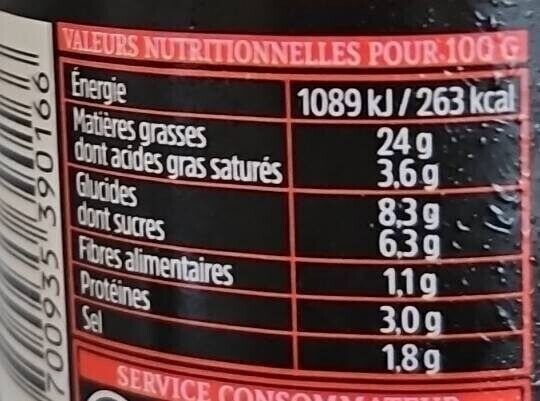 VALEURS NUTRITIONNELLES POUR 100 G
Énergie 1089 kJ / 263 kcal
Matières grasses 24 g
dont acides gras saturés 3,6 g
Glucides 8,3 g
dont sucres 6,3 g
Fibres alimentaires 1,1 g
Protéines 3,0 g
Sel 1,8 g
SERVICE CONSOMMATEUR
700935 390166